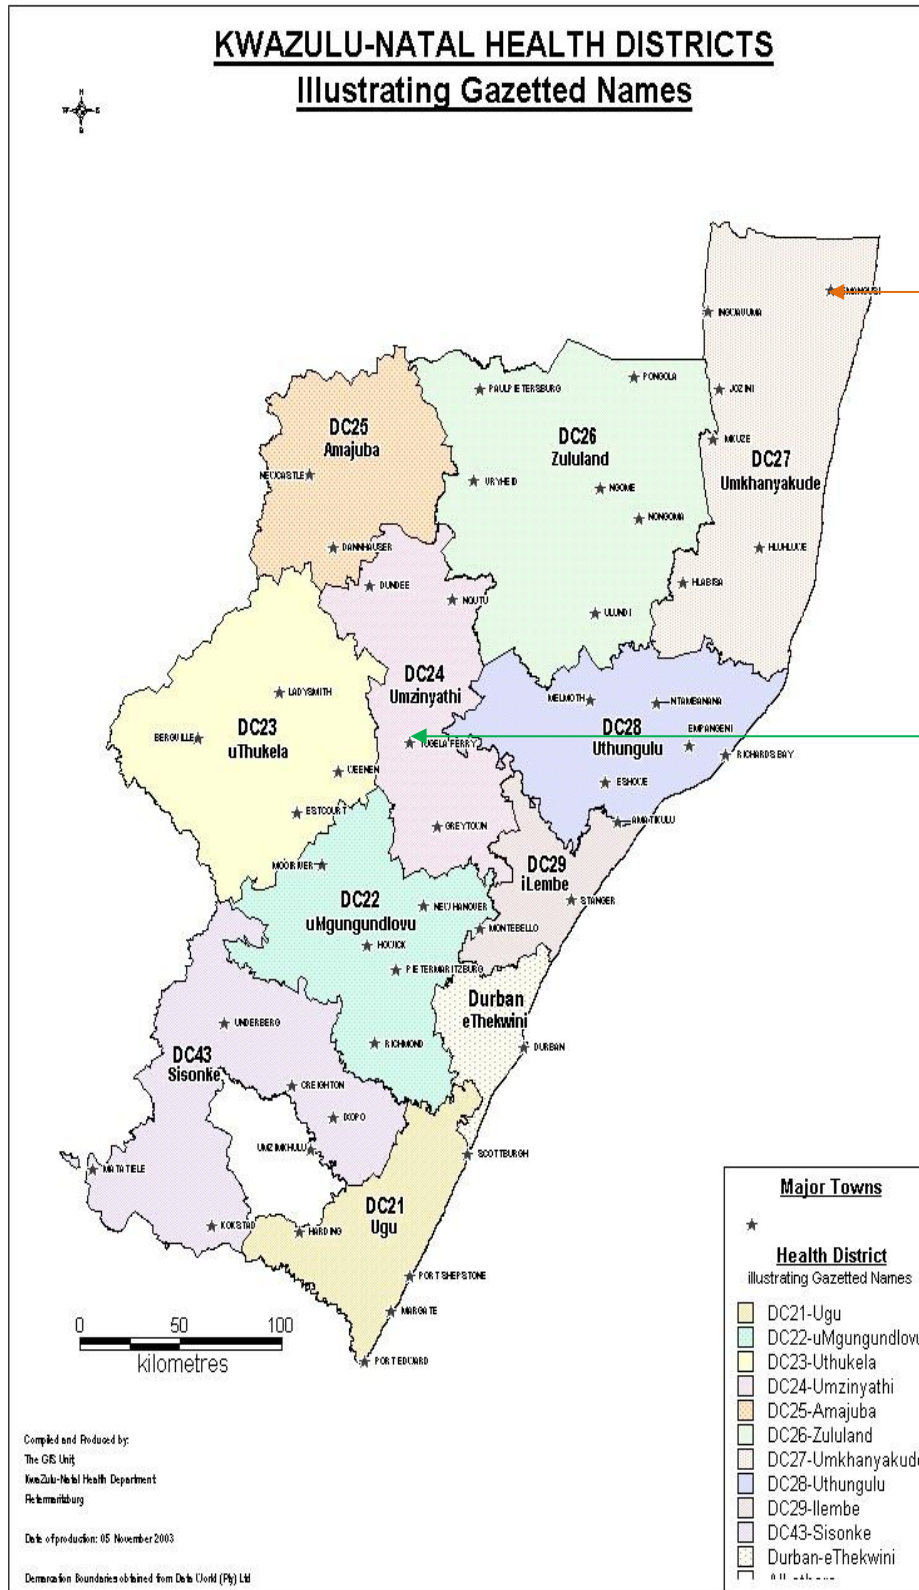 KWAZULU-NATAL HEALTH DISTRICTS
Illustrating Gazetted Names
N
W E
S
INGWAVUMA
PONGOLA
PAULPIETERSBURG
JOZINI
DC25
Amajuba
DC26
Zululand
MKUZE
DC27
Umkhanyakude
NEWCASTLE
VRYHEID
NGOME
NONGOMA
DANNHAUSER
HLUHLUWE
DUNDEE
NQUTU
HLABISA
ULUNDI
DC24
Umzinyathi
LADYSMITH
MELMOTH
NTAMBANANA
DC23
uThukela
BERGVILLE
DC28
Uthungulu
EMPANGENI
TUGELA FERRY
RICHARDS BAY
WEENEN
ESHOWE
ESTCOURT
GREYTOWN
AMATIKULU
MOOI RIVER
DC29
iLembe
DC22
uMgungundlovu
NEW HANOVER
STANGER
MONTEBELLO
HOWICK
PIETERMARITZBURG
Durban
eThekwini
UNDERBERG
RICHMOND
DURBAN
DC43
Sisonke
CREIGHTON
IXOPO
UMZIMKHULU
SCOTTBURGH
MATATIELE
DC21
Ugu
KOKSTAD
HARDING
PORT SHEPSTONE
MARGATE
PORT EDWARD
0 50 100
kilometres
Major Towns
Health District
illustrating Gazetted Names
DC21-Ugu
DC22-uMgungundlovu
DC23-Uthukela
DC24-Umzinyathi
DC25-Amajuba
DC26-Zululand
DC27-Umkhanyakude
DC28-Uthungulu
DC29-Ilembe
DC43-Sisonke
Durban-eThekwini
Compiled and Produced by:
The GIS Unit,
KwaZulu-Natal Health Department
Pietermaritzburg
Date of production: 05 November 2003
Demarcation Boundaries obtained from Data World (Pty) Ltd